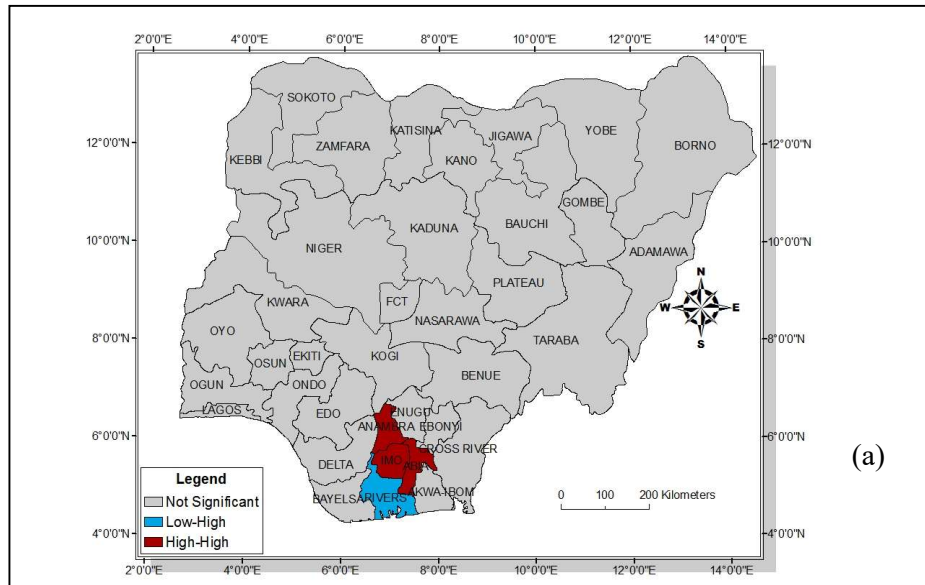 2°0'0"E 4°0'0"E 6°0'0"E 8°0'0"E 10°0'0"E 12°0'0"E 14°0'0"E
SOKOTO
KATISINA JIGAWA YOBE
12°0'0"N ZAMFARA BORNO 12°0'0"N
KEBBI KANO
GOMBE
KADUNA BAUCHI
10°0'0"N NIGER ADAMAWA 10°0'0"N
PLATEAU
N
KWARA FCT W E
NASARAWA S
8°0'0"N OYO TARABA 8°0'0"N
OSUN EKITI KOGI
BENUE
OGUN ONDO
LAGOS EDO ENUGU
6°0'0"N ANAMBRA EBONYI 6°0'0"N
CROSS RIVER
IMO ABIA
DELTA
(a)
Legend
Not Significant
Low-High
High-High
BAYELSA RIVERS AKWA-IBOM
0 100 200 Kilometers
4°0'0"N 4°0'0"N
2°0'0"E 4°0'0"E 6°0'0"E 8°0'0"E 10°0'0"E 12°0'0"E 14°0'0"E